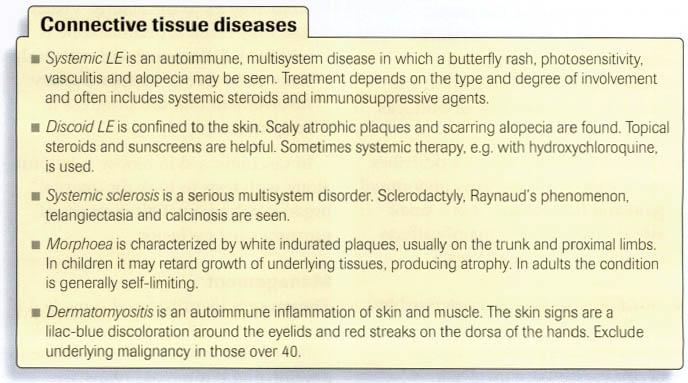 Connective tissue diseases
■ Systemic LE is an autoimmune, multisystem disease in which a butterfly rash, photosensitivity,
vasculitis and alopecia may be seen. Treatment depends on the type and degree of involvement
and often includes systemic steroids and immunosuppressive agents.
■ Discoid LE is confined to the skin. Scaly atrophic plaques and scarring alopecia are found. Topical
steroids and sunscreens are helpful. Sometimes systemic therapy, e.g. with hydroxychloroquine,
is used.
■ Systemic sclerosis is a serious multisystem disorder. Sclerodactyly, Raynaud's phenomenon,
telangiectasia and calcinosis are seen.
■ Morphoea is characterized by white indurated plaques, usually on the trunk and proximal limbs.
In children it may retard growth of underlying tissues, producing atrophy. In adults the condition
is generally self-limiting.
■ Dermatomyositis is an autoimmune inflammation of skin and muscle. The skin signs are a
lilac-blue discoloration around the eyelids and red streaks on the dorsa of the hands. Exclude
underlying malignancy in those over 40.